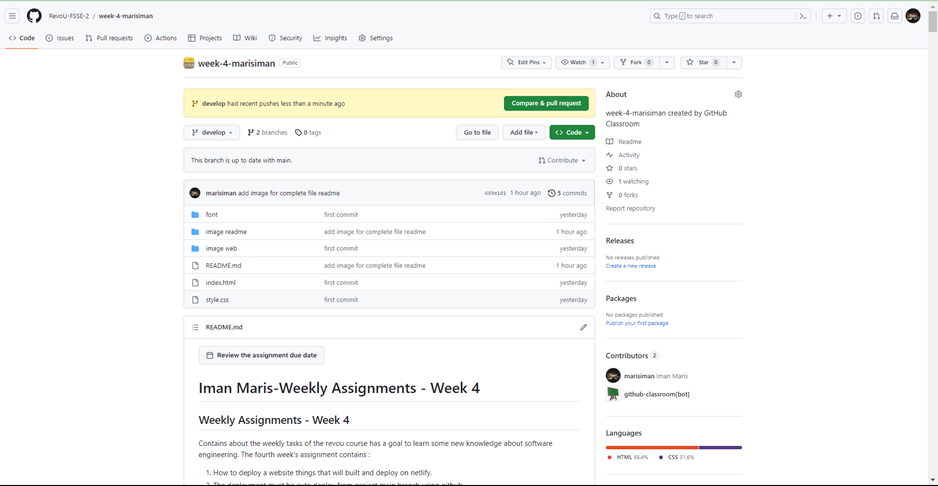 RevoU-FSSE-2 / week-4-marisiman
Type / to search
Code Issues Pull requests Actions Projects Wiki Security Insights Settings
week-4-marisiman Public
Edit Pins Watch 1 Fork 0 Star 0
develop had recent pushes less than a minute ago
Compare & pull request
develop 2 branches 0 tags
Go to file Add file Code
This branch is up to date with main.
Contribute
marisiman add image for complete file readme
1 hour ago 5 commits
font first commit yesterday
image readme add image for complete file readme 1 hour ago
image web first commit yesterday
README.md add image for complete file readme 1 hour ago
index.html first commit yesterday
style.css first commit yesterday
README.md
Review the assignment due date
Iman Maris-Weekly Assignments - Week 4
Weekly Assignments - Week 4
Contains about the weekly tasks of the revou course has a goal to learn some new knowledge about software
engineering. The fourth week's assignment contains :
1. How to deploy a website things that will built and deploy on netlify.
2. The deployment must be auto deploy from project main branch using github
About
week-4-marisiman created by GitHub
Classroom
Readme
Activity
0 stars
1 watching
0 forks
Report repository
Releases
No releases published
Create a new release
Packages
No packages published
Publish your first package
Contributors 2
marisiman Iman Maris
github-classroom[bot]
Languages
HTML 68.4% CSS 31.6%